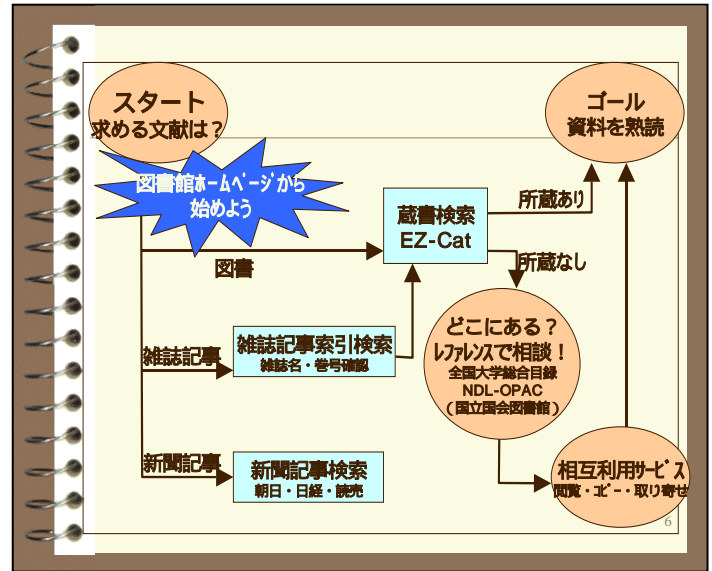 スタート
求める文献は？
図書館ﾎｰﾑﾍﾟｰｼﾞから
始めよう
ゴール
資料を熟読
所蔵あり
蔵書検索
EZ-Cat
所蔵なし
図書
どこにある？
ﾚﾌｧﾚﾝｽで相談！
全国大学総合目録
NDL-OPAC
（国立国会図書館）
雑誌記事
雑誌記事索引検索
雑誌名・巻号確認
新聞記事
新聞記事検索
朝日・日経・読売
相互利用ｻｰﾋﾞｽ
閲覧・ｺﾋﾟｰ・取り寄せ
6